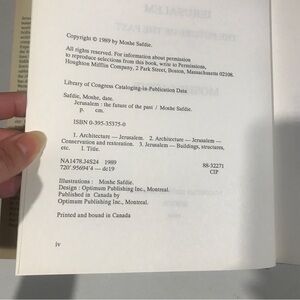 Copyright © 1989 by Moshe Safdie.
All rights reserved. For information about permission
to reproduce selections from this book, write to Permissions,
Houghton Mifflin Company, 2 Park Street, Boston, Massachusetts 02108.
Library of Congress Cataloging-in-Publication Data
Safdie, Moshe, date.
Jerusalem : the future of the past / Moshe Safdie.
p. cm.
ISBN 0-395-35375-0
1. Architecture — Jerusalem. 2. Architecture — Jerusalem —
Conservation and restoration. 3. Jerusalem — Buildings, structures,
etc. I. Title.
NA1478.J4S24 1989
720'.95694'4 — dc19 88-32271
CIP
Illustrations : Moshe Safdie.
Design : Optimum Publishing Inc., Montreal.
Published in Canada by
Optimum Publishing Inc., Montreal.
Printed and bound in Canada
iv